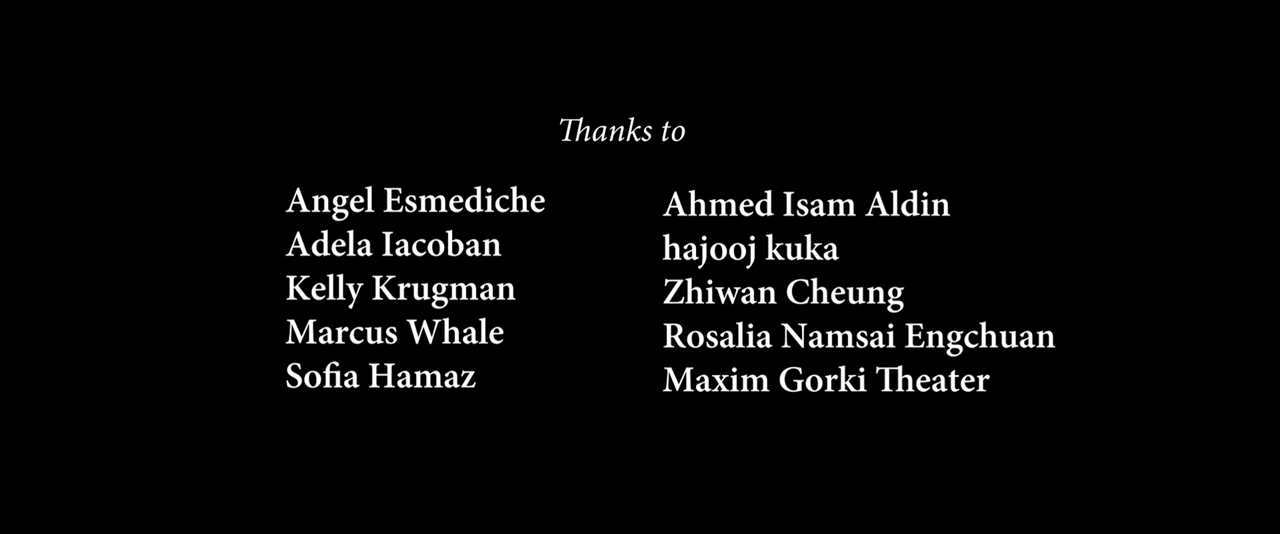 Thanks to
Angel Esmediche
Adela Iacoban
Kelly Krugman
Marcus Whale
Sofia Hamaz
Ahmed Isam Aldin
hajooj kuka
Zhiwan Cheung
Rosalia Namsai Engchuan
Maxim Gorki Theater